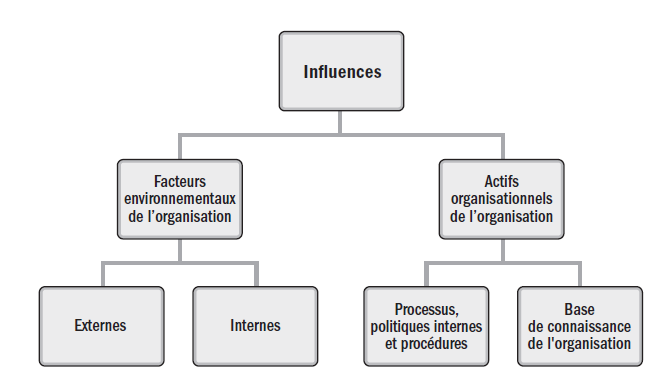 Influences
Facteurs
environnementaux
de l’organisation
Actifs
organisationnels
de l’organisation
Externes
Internes
Processus,
politiques internes
et procédures
Base
de connaissance
de l'organisation